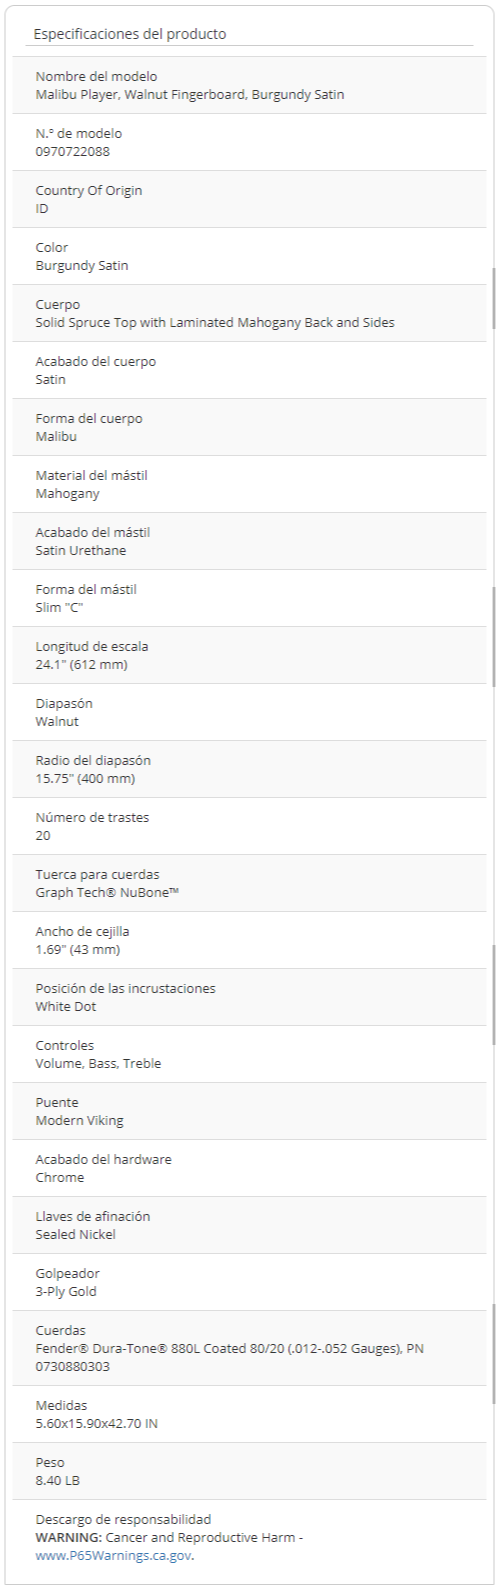 Especificaciones del producto
Nombre del modelo
Malibu Player, Walnut Fingerboard, Burgundy Satin
N.º de modelo
0970722088
Country Of Origin
ID
Color
Burgundy Satin
Cuerpo
Solid Spruce Top with Laminated Mahogany Back and Sides
Acabado del cuerpo
Satin
Forma del cuerpo
Malibu
Material del mástil
Mahogany
Acabado del mástil
Satin Urethane
Forma del mástil
Slim "C"
Longitud de escala
24.1" (612 mm)
Diapasón
Walnut
Radio del diapasón
15.75" (400 mm)
Número de trastes
20
Tuerca para cuerdas
Graph Tech® NuBone™
Ancho de cejilla
1.69" (43 mm)
Posición de las incrustaciones
White Dot
Controles
Volume, Bass, Treble
Puente
Modern Viking
Acabado del hardware
Chrome
Llaves de afinación
Sealed Nickel
Golpeador
3-Ply Gold
Cuerdas
Fender® Dura-Tone® 880L Coated 80/20 (.012-.052 Gauges), PN
0730880303
Medidas
5.60x15.90x42.70 IN
Peso
8.40 LB
Descargo de responsabilidad
WARNING: Cancer and Reproductive Harm -
www.P65Warnings.ca.gov.